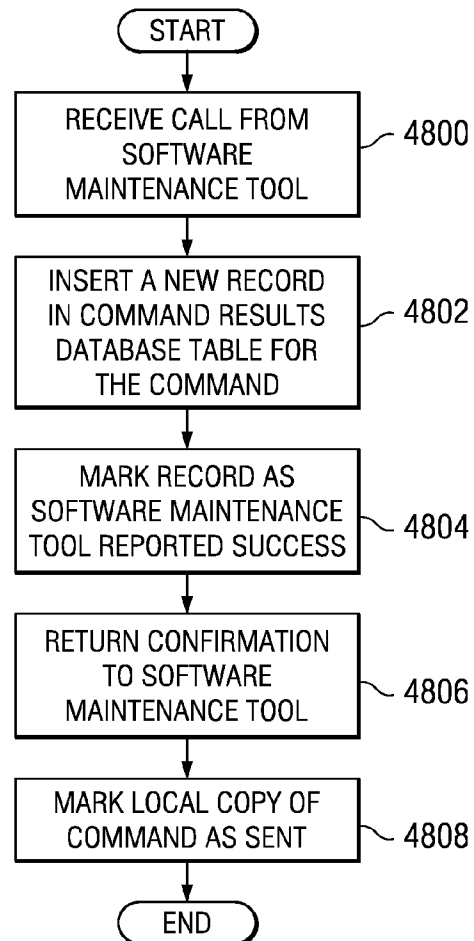 START
RECEIVE CALL FROM
SOFTWARE
MAINTENANCE TOOL
4800
INSERT A NEW RECORD
IN COMMAND RESULTS
DATABASE TABLE FOR
THE COMMAND
4802
MARK RECORD AS
SOFTWARE MAINTENANCE
TOOL REPORTED SUCCESS
4804
RETURN CONFIRMATION
TO SOFTWARE
MAINTENANCE TOOL
4806
MARK LOCAL COPY OF
COMMAND AS SENT
4808
END